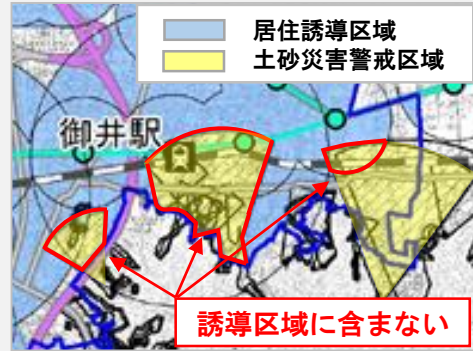 居住誘導区域
土砂災害警戒区域
御井駅
誘導区域に含まない